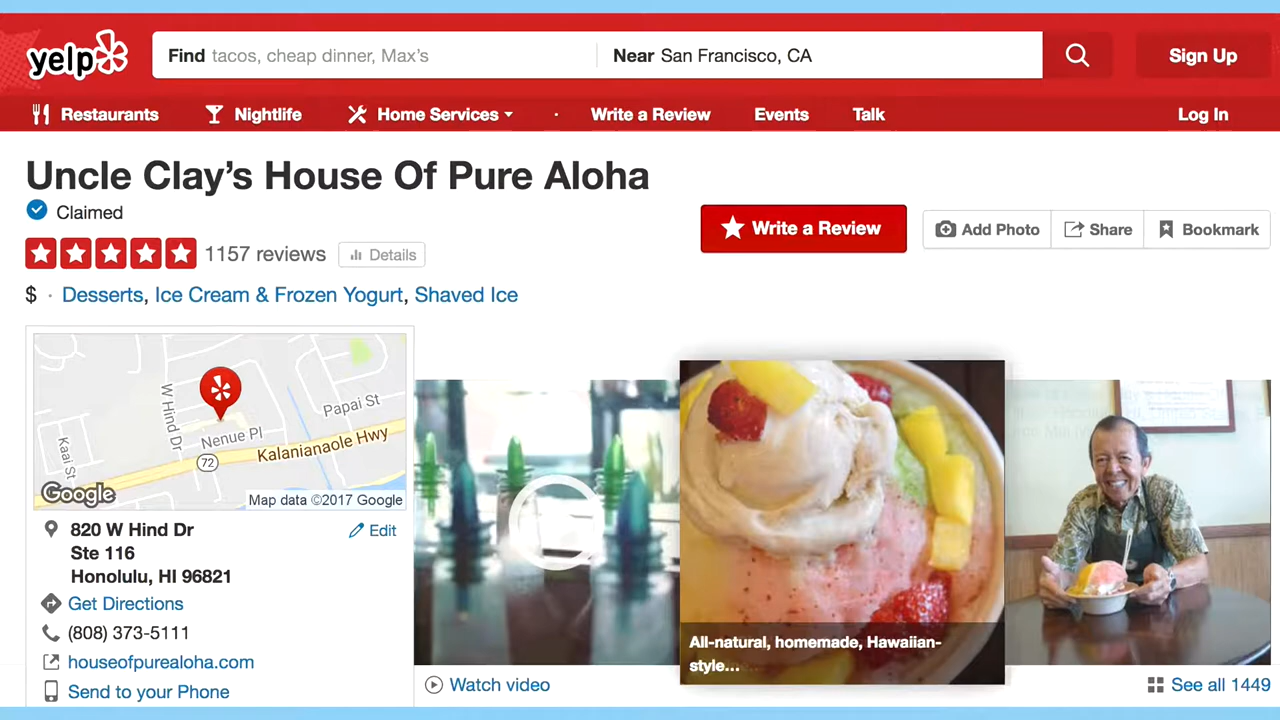 yelp
Find tacos, cheap dinner, Max's
Near San Francisco, CA
Sign Up
Restaurants
Nightlife
Home Services
Write a Review
Events
Talk
Log In
Uncle Clay's House Of Pure Aloha
Claimed
1157 reviews
Details
Write a Review
Add Photo
Share
Bookmark
$ · Desserts, Ice Cream & Frozen Yogurt, Shaved Ice
W Hind Dr
Papai St
Nenue Pl
Kalanianaole Hwy
Kaai St
72
Google
Map data ©2017 Google
820 W Hind Dr
Ste 116
Honolulu, HI 96821
Edit
Get Directions
(808) 373-5111
houseofpurealoha.com
Send to your Phone
All-natural, homemade, Hawaiian-
style...
Watch video
See all 1449